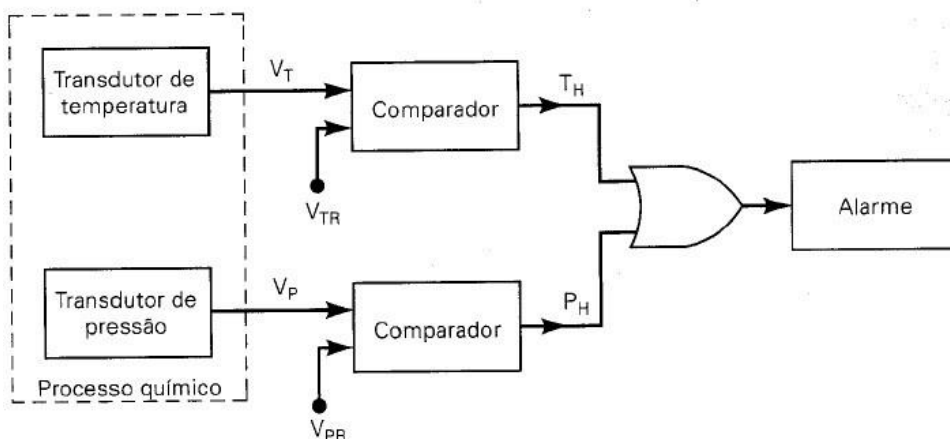 Transdutor de
temperatura
V_T
Comparador
T_H
V_TR
Alarme
Transdutor de
pressão
V_P
Comparador
P_H
Processo químico
V_PR